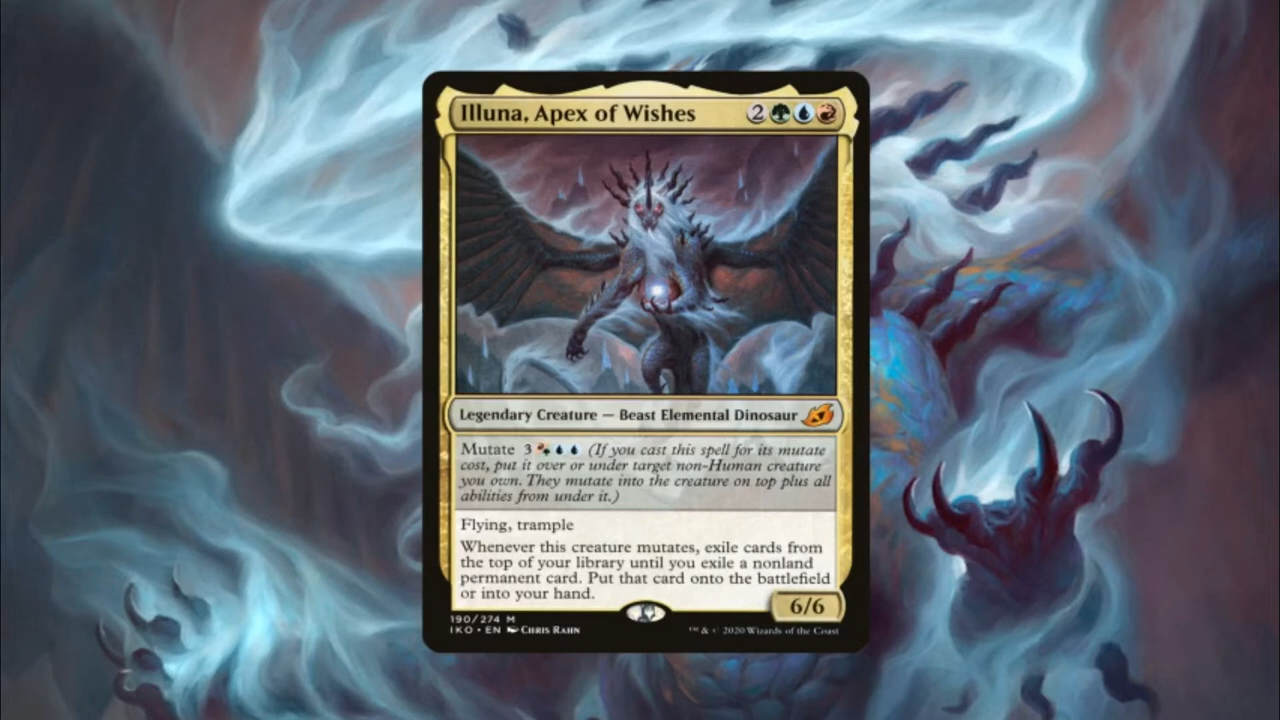 Illuna, Apex of Wishes 2
Legendary Creature — Beast Elemental Dinosaur
Mutate 3 (If you cast this spell for its mutate
cost, put it over or under target non-Human creature
you own. They mutate into the creature on top plus all
abilities from under it.)
Flying, trample
Whenever this creature mutates, exile cards from
the top of your library until you exile a nonland
permanent card. Put that card onto the battlefield
or into your hand.
6/6
190/274 M
IKO • EN Chris Rahn
™ & © 2020 Wizards of the Coast